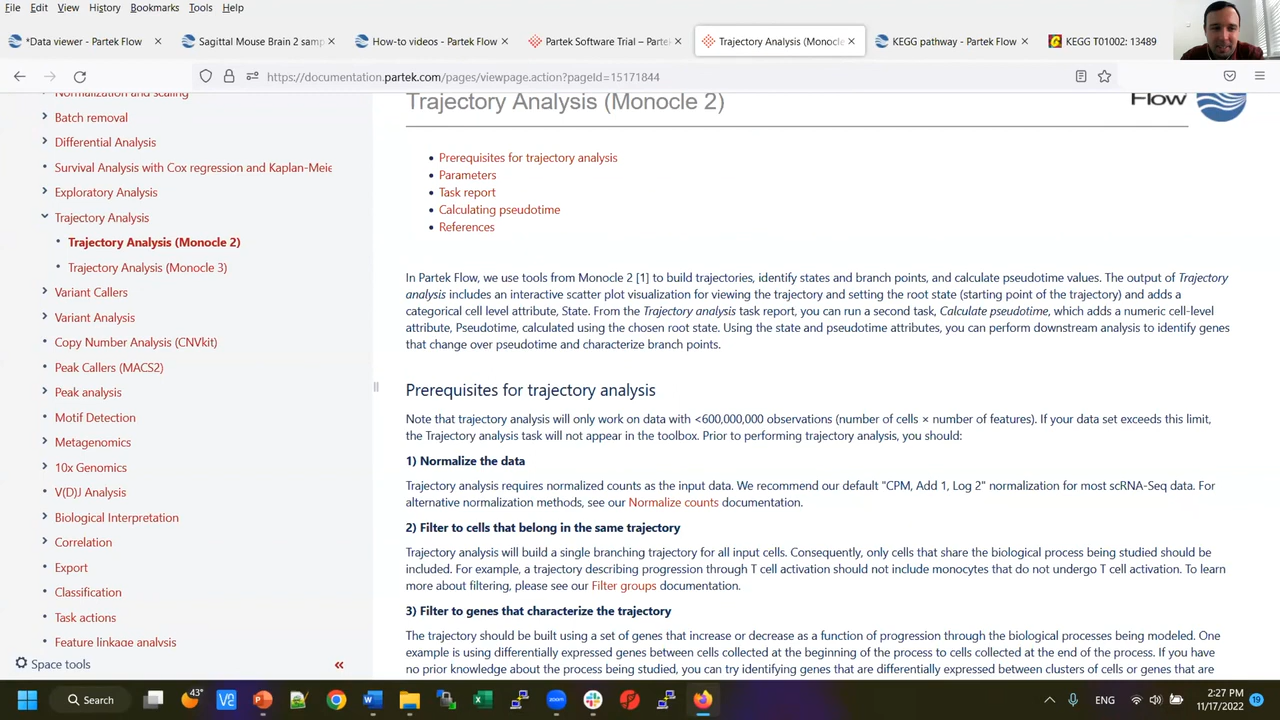 File Edit View History Bookmarks Tools Help
*Data viewer - Partek Flow
Sagittal Mouse Brain 2 samp
How-to videos - Partek Flow
Partek Software Trial – Parte
Trajectory Analysis (Monocle
KEGG pathway - Partek Flow
KEGG T01002: 13489
https://documentation.partek.com/pages/viewpage.action?pageId=15171844
Normalization and scaling
Batch removal
Differential Analysis
Survival Analysis with Cox regression and Kaplan-Meie
Exploratory Analysis
Trajectory Analysis
Trajectory Analysis (Monocle 2)
Trajectory Analysis (Monocle 3)
Variant Callers
Variant Analysis
Copy Number Analysis (CNVkit)
Peak Callers (MACS2)
Peak analysis
Motif Detection
Metagenomics
10x Genomics
V(D)J Analysis
Biological Interpretation
Correlation
Export
Classification
Task actions
Feature linkage analysis
Space tools
«
Trajectory Analysis (Monocle 2)
Flow
Prerequisites for trajectory analysis
Parameters
Task report
Calculating pseudotime
References
In Partek Flow, we use tools from Monocle 2 [1] to build trajectories, identify states and branch points, and calculate pseudotime values. The output of Trajectory
analysis includes an interactive scatter plot visualization for viewing the trajectory and setting the root state (starting point of the trajectory) and adds a
categorical cell level attribute, State. From the Trajectory analysis task report, you can run a second task, Calculate pseudotime, which adds a numeric cell-level
attribute, Pseudotime, calculated using the chosen root state. Using the state and pseudotime attributes, you can perform downstream analysis to identify genes
that change over pseudotime and characterize branch points.
Prerequisites for trajectory analysis
Note that trajectory analysis will only work on data with <600,000,000 observations (number of cells × number of features). If your data set exceeds this limit,
the Trajectory analysis task will not appear in the toolbox. Prior to performing trajectory analysis, you should:
1) Normalize the data
Trajectory analysis requires normalized counts as the input data. We recommend our default "CPM, Add 1, Log 2" normalization for most scRNA-Seq data. For
alternative normalization methods, see our Normalize counts documentation.
2) Filter to cells that belong in the same trajectory
Trajectory analysis will build a single branching trajectory for all input cells. Consequently, only cells that share the biological process being studied should be
included. For example, a trajectory describing progression through T cell activation should not include monocytes that do not undergo T cell activation. To learn
more about filtering, please see our Filter groups documentation.
3) Filter to genes that characterize the trajectory
The trajectory should be built using a set of genes that increase or decrease as a function of progression through the biological processes being modeled. One
example is using differentially expressed genes between cells collected at the beginning of the process to cells collected at the end of the process. If you have
no prior knowledge about the process being studied, you can try identifying genes that are differentially expressed between clusters of cells or genes that are
Search
43°
zoom
ENG
2:27 PM
11/17/2022
19